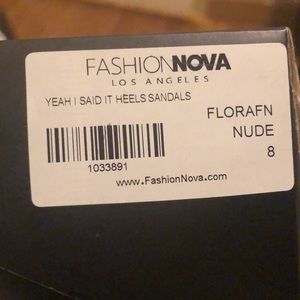 FASHIONNOVA
LOS ANGELES
YEAH I SAID IT HEELS SANDALS
FLORAFN
NUDE
8
1033891
www.FashionNova.com